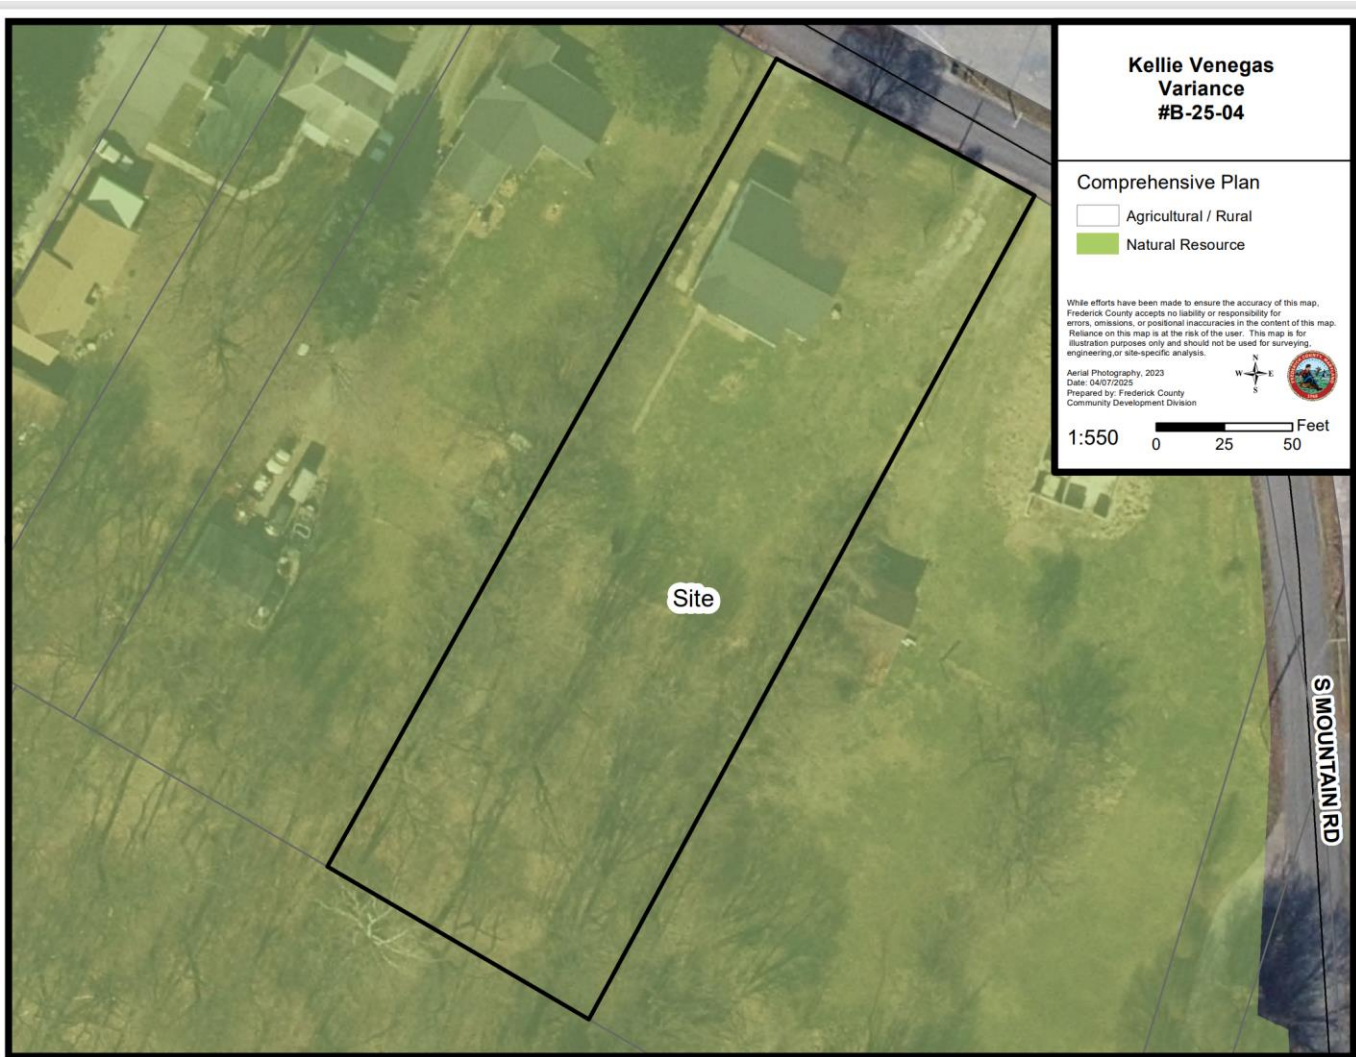 Kellie Venegas
Variance
#B-25-04
Comprehensive Plan
Agricultural / Rural
Natural Resource
While efforts have been made to ensure the accuracy of this map,
Frederick County accepts no liability or responsibility for
errors, omissions, or positional inaccuracies in the content of this map.
Reliance on this map is at the risk of the user. This map is for
illustration purposes only and should not be used for surveying,
engineering,or site-specific analysis.
Aerial Photography, 2023
Date: 04/07/2025
Prepared by: Frederick County
Community Development Division
N
W E
S
1:550
Feet
0 25 50
Site
S MOUNTAIN RD